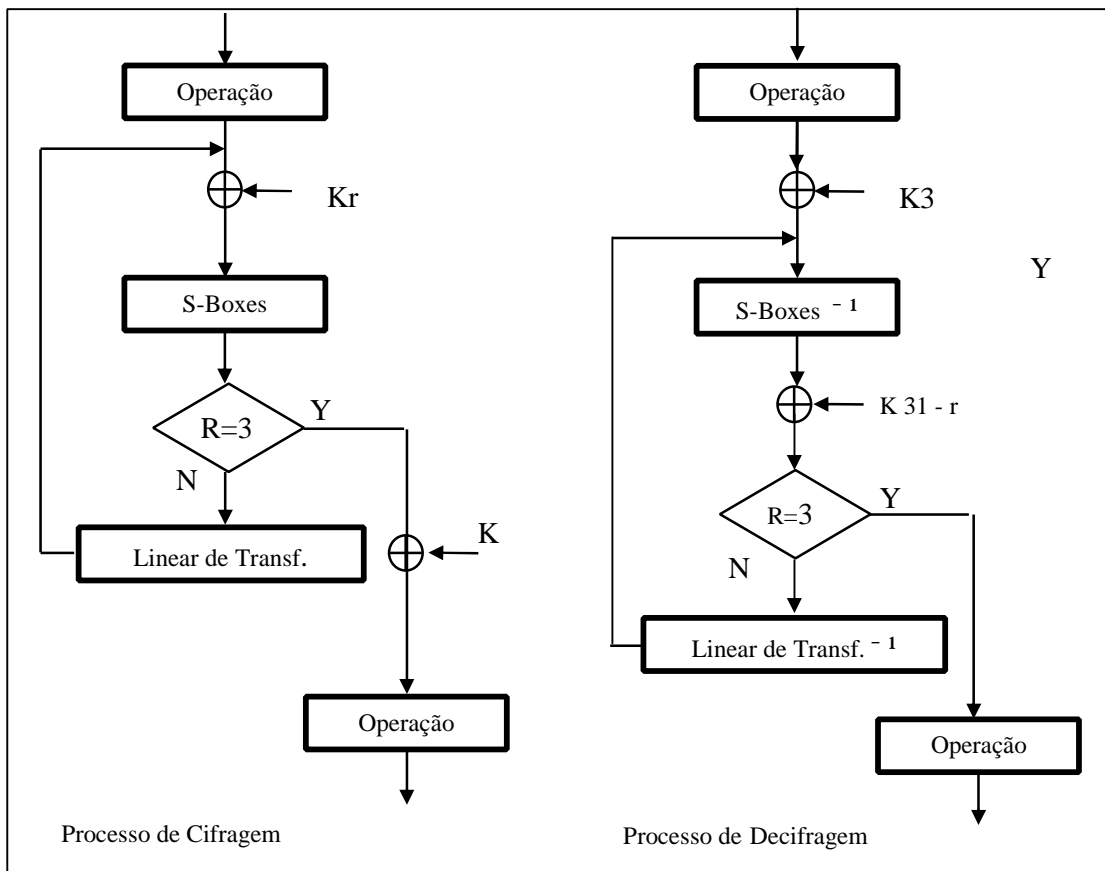 Operação
Kr
S-Boxes
R=3
Y
N
K
Linear de Transf.
Operação
Processo de Cifragem
Operação
K3
Y
S-Boxes ⁻ ¹
K 31 - r
R=3
Y
N
Linear de Transf. ⁻ ¹
Operação
Processo de Decifragem